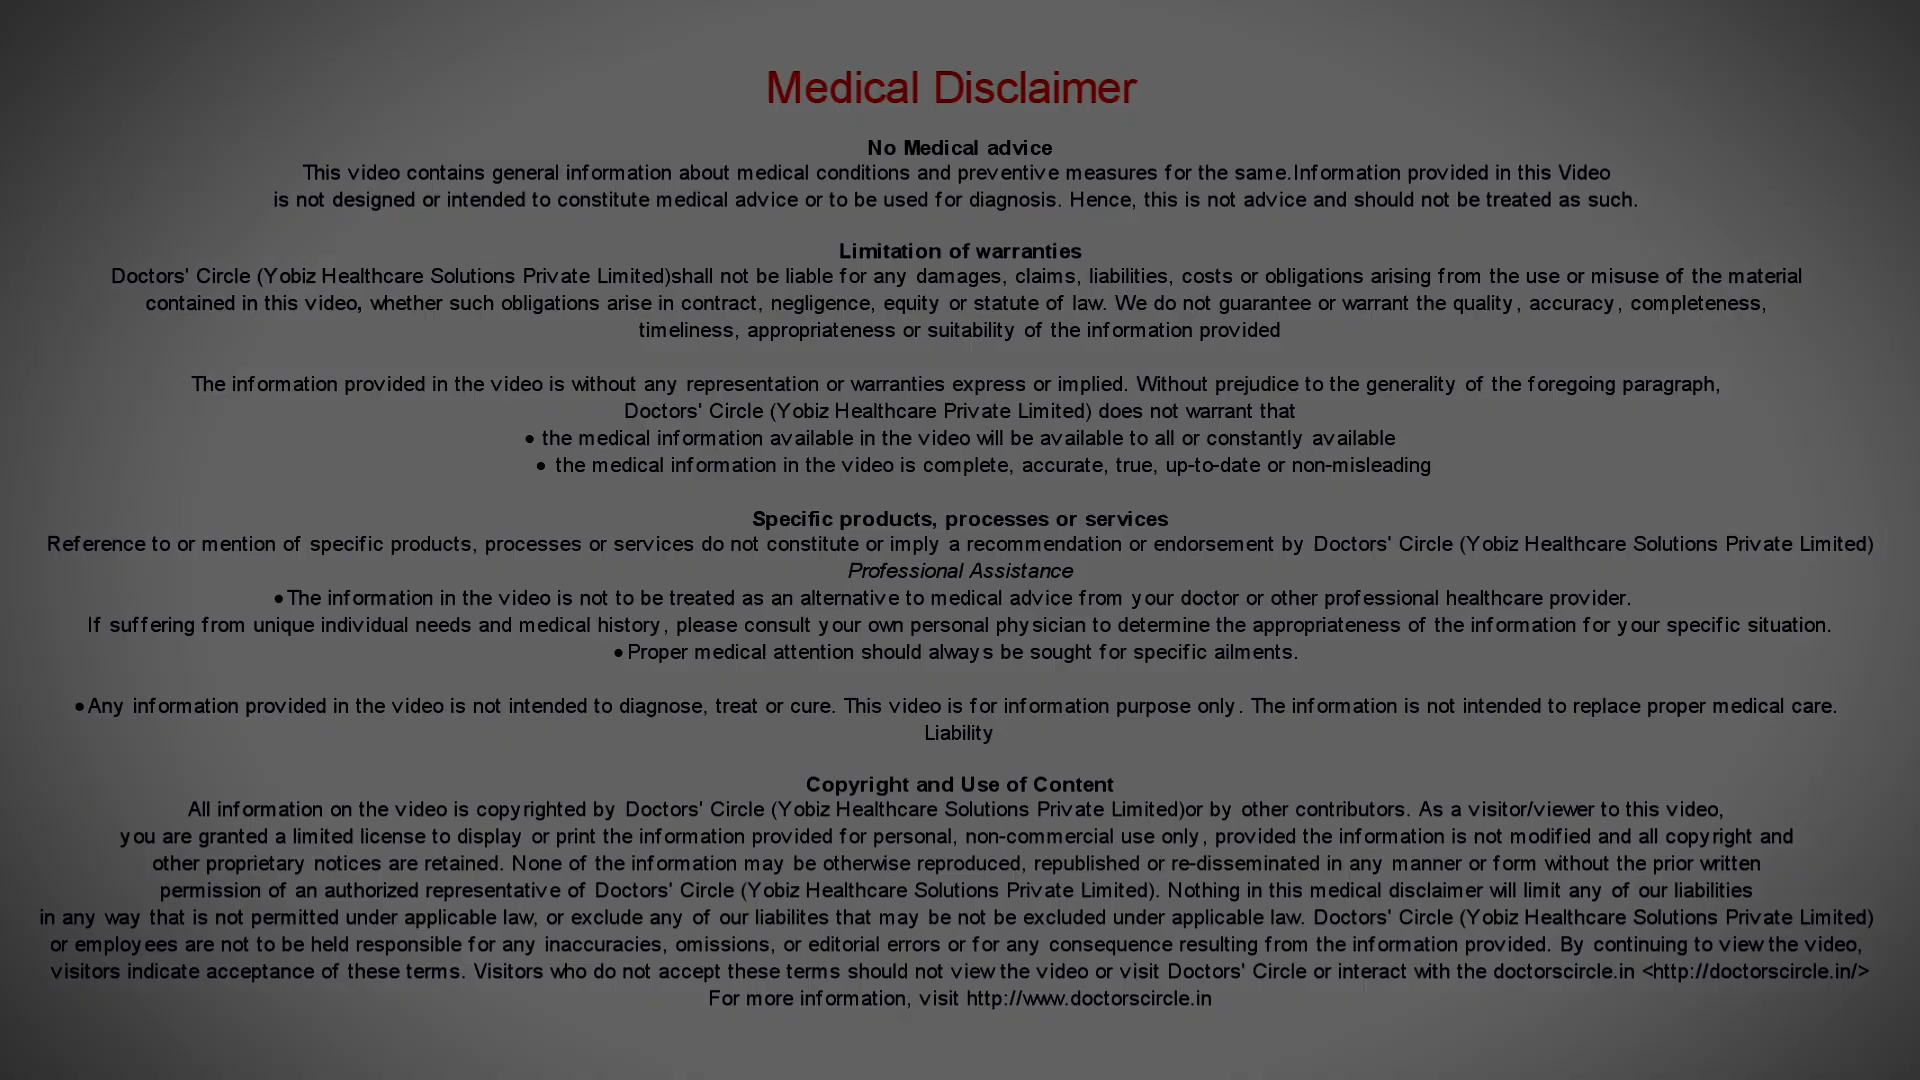 Medical Disclaimer
No Medical advice
This video contains general information about medical conditions and preventive measures for the same.Information provided in this Video
is not designed or intended to constitute medical advice or to be used for diagnosis. Hence, this is not advice and should not be treated as such.
Limitation of warranties
Doctors' Circle (Yobiz Healthcare Solutions Private Limited)shall not be liable for any damages, claims, liabilities, costs or obligations arising from the use or misuse of the material
contained in this video, whether such obligations arise in contract, negligence, equity or statute of law. We do not guarantee or warrant the quality, accuracy, completeness,
timeliness, appropriateness or suitability of the information provided
The information provided in the video is without any representation or warranties express or implied. Without prejudice to the generality of the foregoing paragraph,
Doctors' Circle (Yobiz Healthcare Private Limited) does not warrant that
• the medical information available in the video will be available to all or constantly available
• the medical information in the video is complete, accurate, true, up-to-date or non-misleading
Specific products, processes or services
Reference to or mention of specific products, processes or services do not constitute or imply a recommendation or endorsement by Doctors' Circle (Yobiz Healthcare Solutions Private Limited)
Professional Assistance
•The information in the video is not to be treated as an alternative to medical advice from your doctor or other professional healthcare provider.
If suffering from unique individual needs and medical history, please consult your own personal physician to determine the appropriateness of the information for your specific situation.
•Proper medical attention should always be sought for specific ailments.
•Any information provided in the video is not intended to diagnose, treat or cure. This video is for information purpose only. The information is not intended to replace proper medical care.
Liability
Copyright and Use of Content
All information on the video is copyrighted by Doctors' Circle (Yobiz Healthcare Solutions Private Limited)or by other contributors. As a visitor/viewer to this video,
you are granted a limited license to display or print the information provided for personal, non-commercial use only, provided the information is not modified and all copyright and
other proprietary notices are retained. None of the information may be otherwise reproduced, republished or re-disseminated in any manner or form without the prior written
permission of an authorized representative of Doctors' Circle (Yobiz Healthcare Solutions Private Limited). Nothing in this medical disclaimer will limit any of our liabilities
in any way that is not permitted under applicable law, or exclude any of our liabilites that may be not be excluded under applicable law. Doctors' Circle (Yobiz Healthcare Solutions Private Limited)
or employees are not to be held responsible for any inaccuracies, omissions, or editorial errors or for any consequence resulting from the information provided. By continuing to view the video,
visitors indicate acceptance of these terms. Visitors who do not accept these terms should not view the video or visit Doctors' Circle or interact with the doctorscircle.in <http://doctorscircle.in/>
For more information, visit http://www.doctorscircle.in